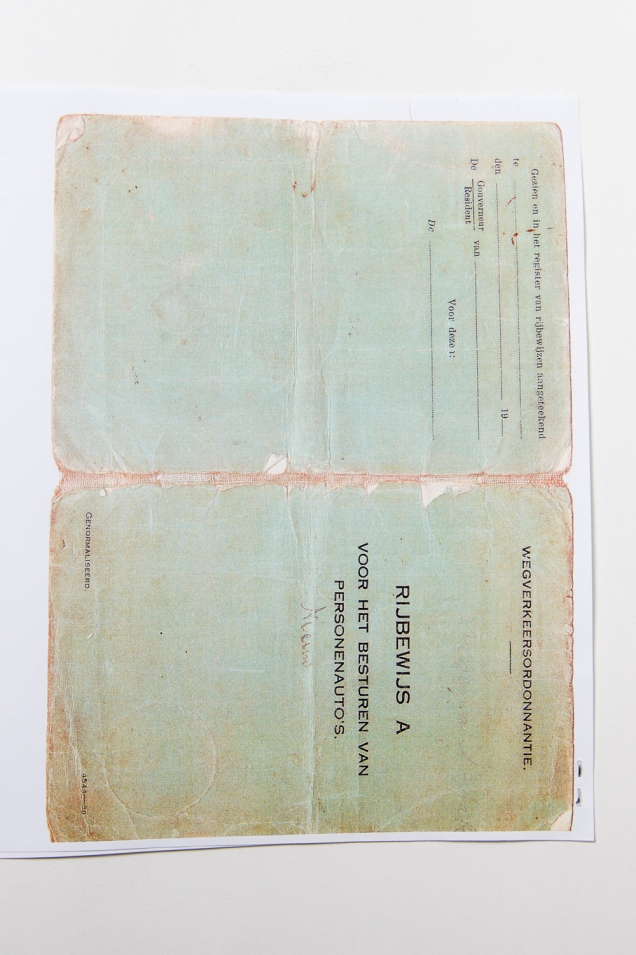 Gezien en in het register van rijbewijzen aangeteekend
te
den 19
De Gouverneur van
Resident
Voor deze:
De
WEGVERKEERSORDONNANTIE.
RIJBEWIJS A
VOOR HET BESTUREN VAN
PERSONENAUTO'S.
GENORMALISEERD.